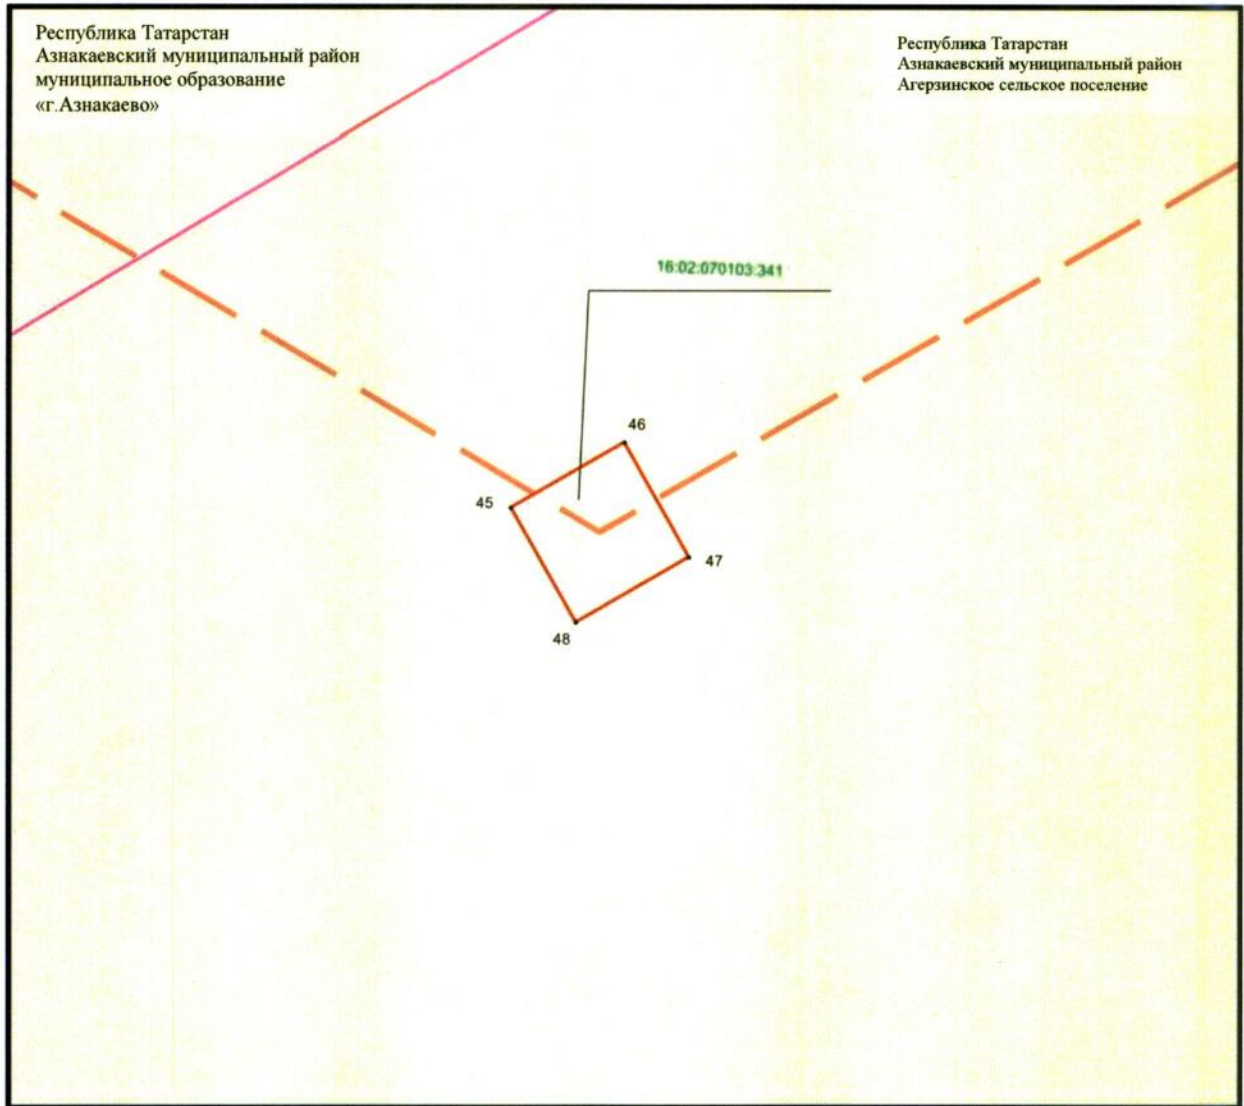 Республика Татарстан
Азнакаевский муниципальный район
муниципальное образование
«г.Азнакаево»
Республика Татарстан
Азнакаевский муниципальный район
Агерзинское сельское поселение
16:02:070103:341
46
45
47
48